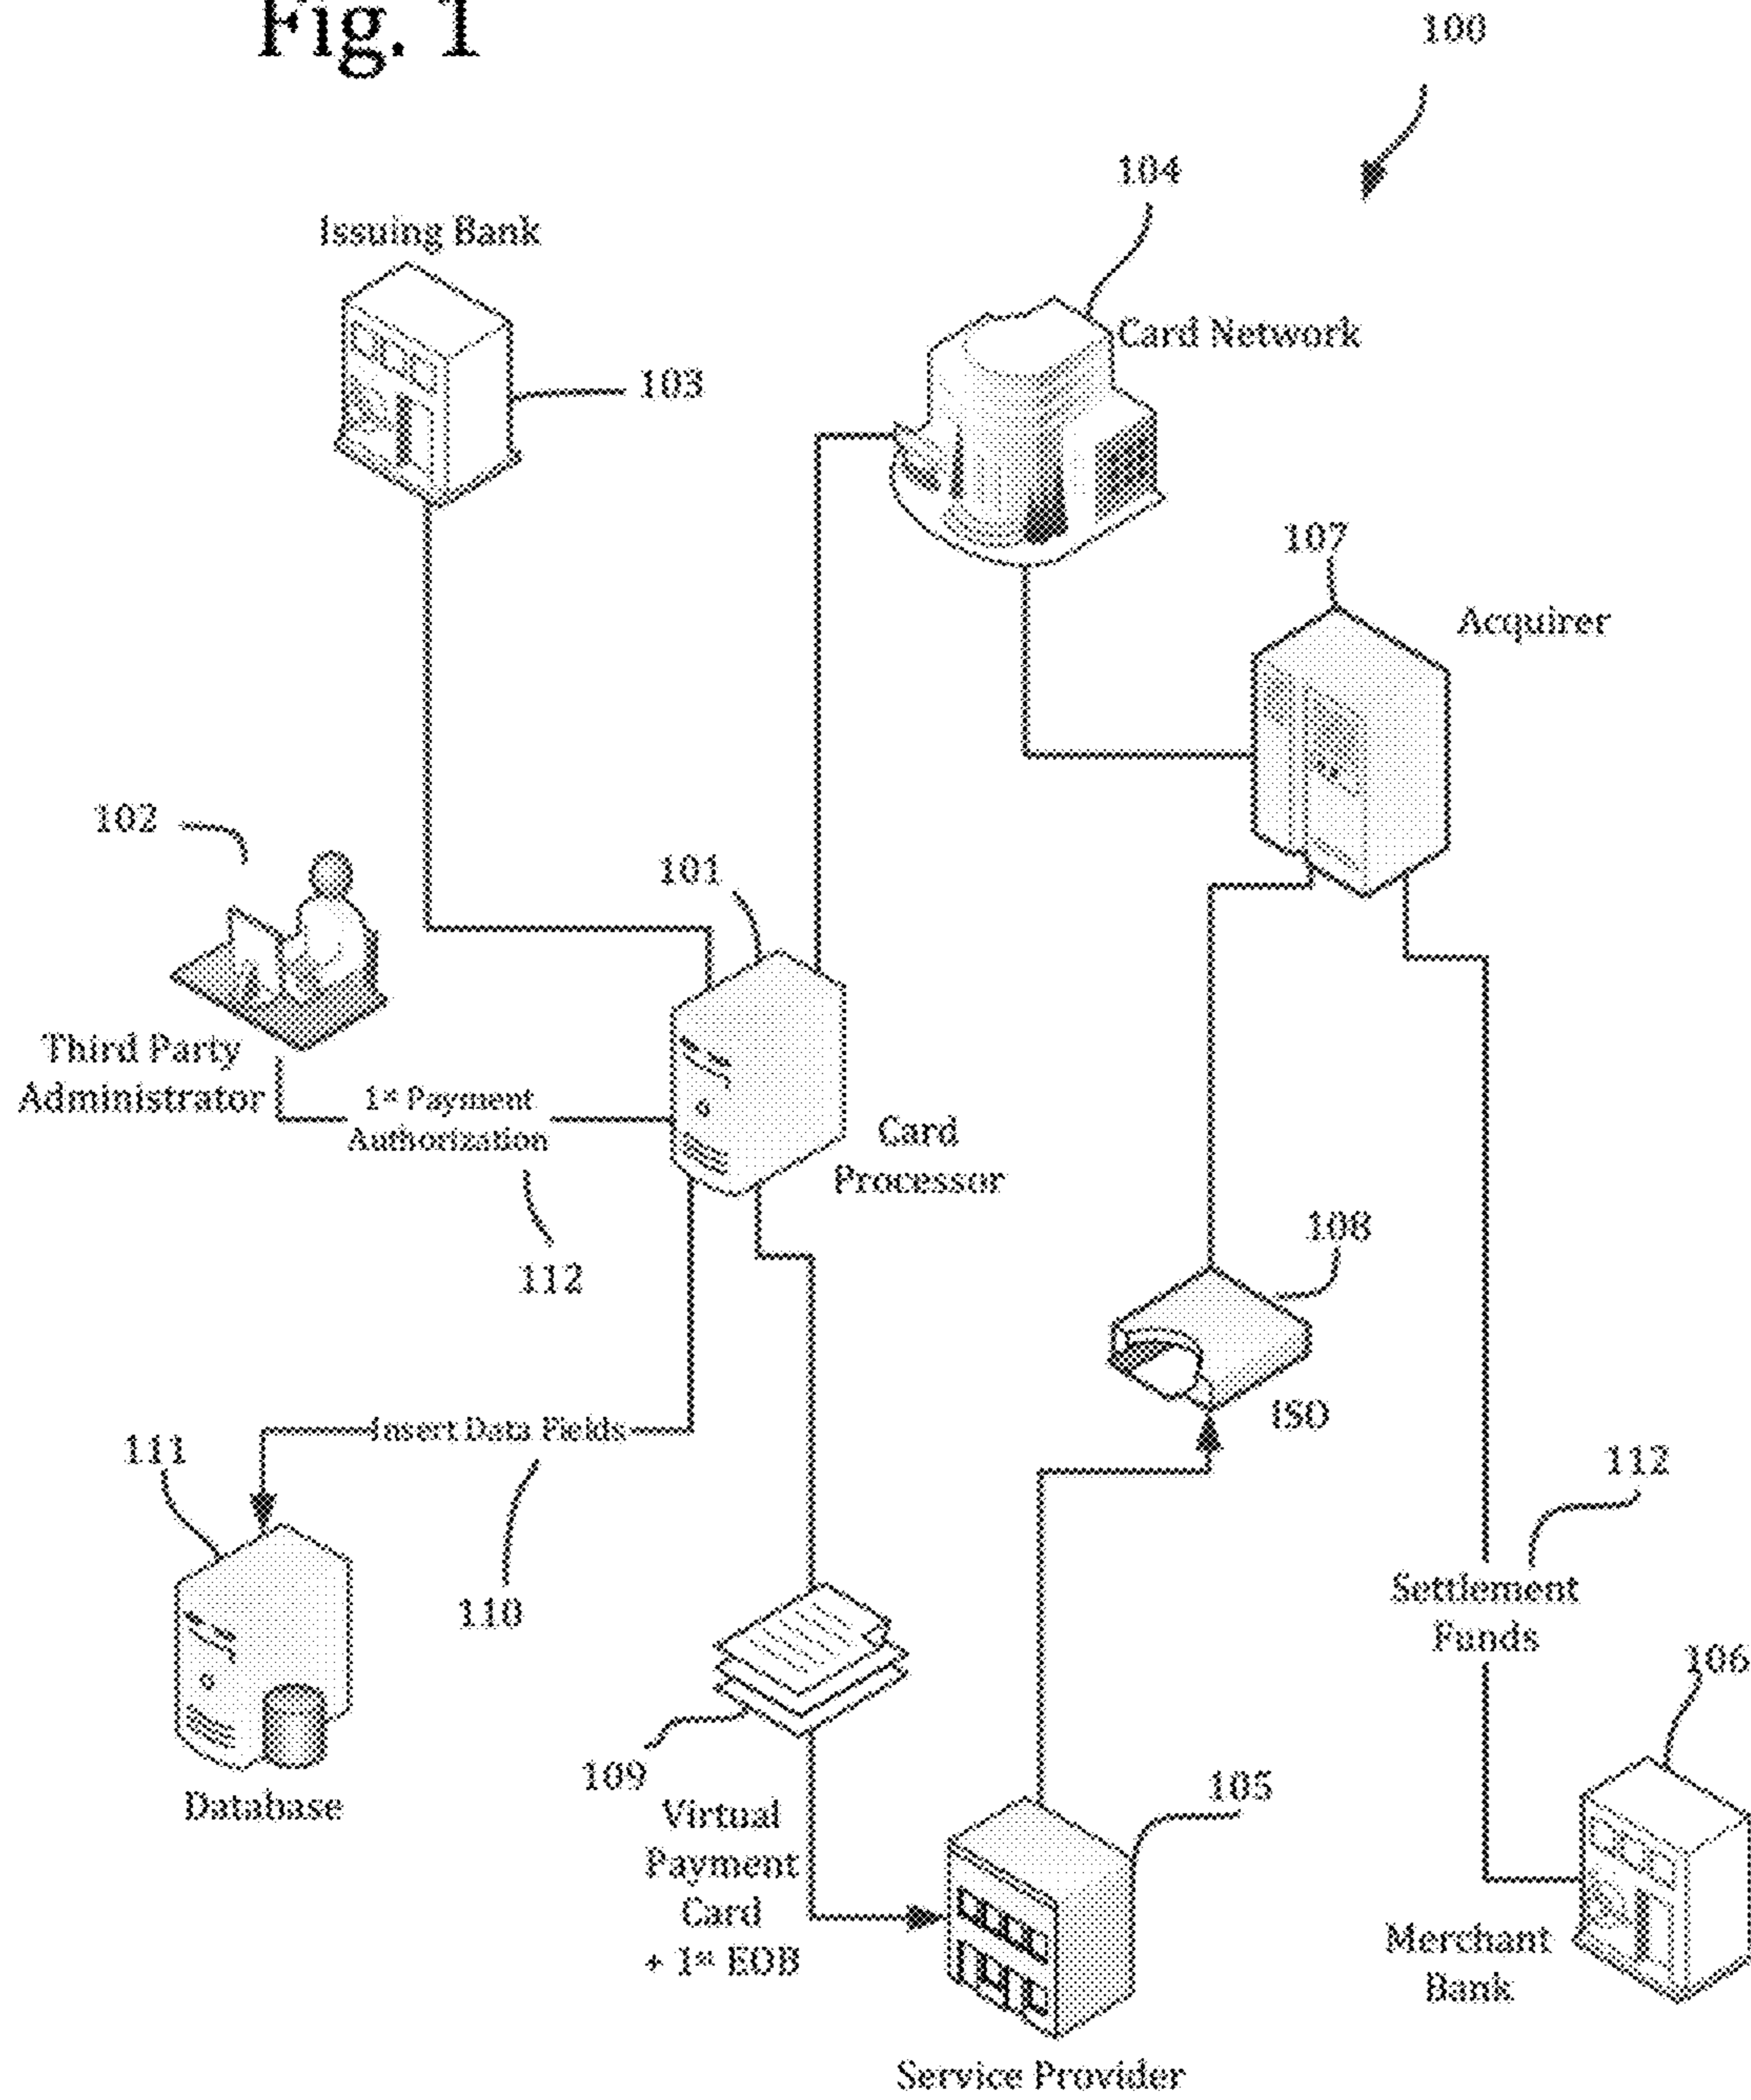 Fig. 1
100
104
Issuing Bank
Card Network
103
107
Acquirer
102
101
Third Party
Administrator
1st Payment
Authorization
Card
Processor
112
108
ISO
Insert Data Fields
111
110
112
Settlement
Funds
106
109
105
Database
Virtual
Payment
Card
+ 1st EOB
Merchant
Bank
Service Provider